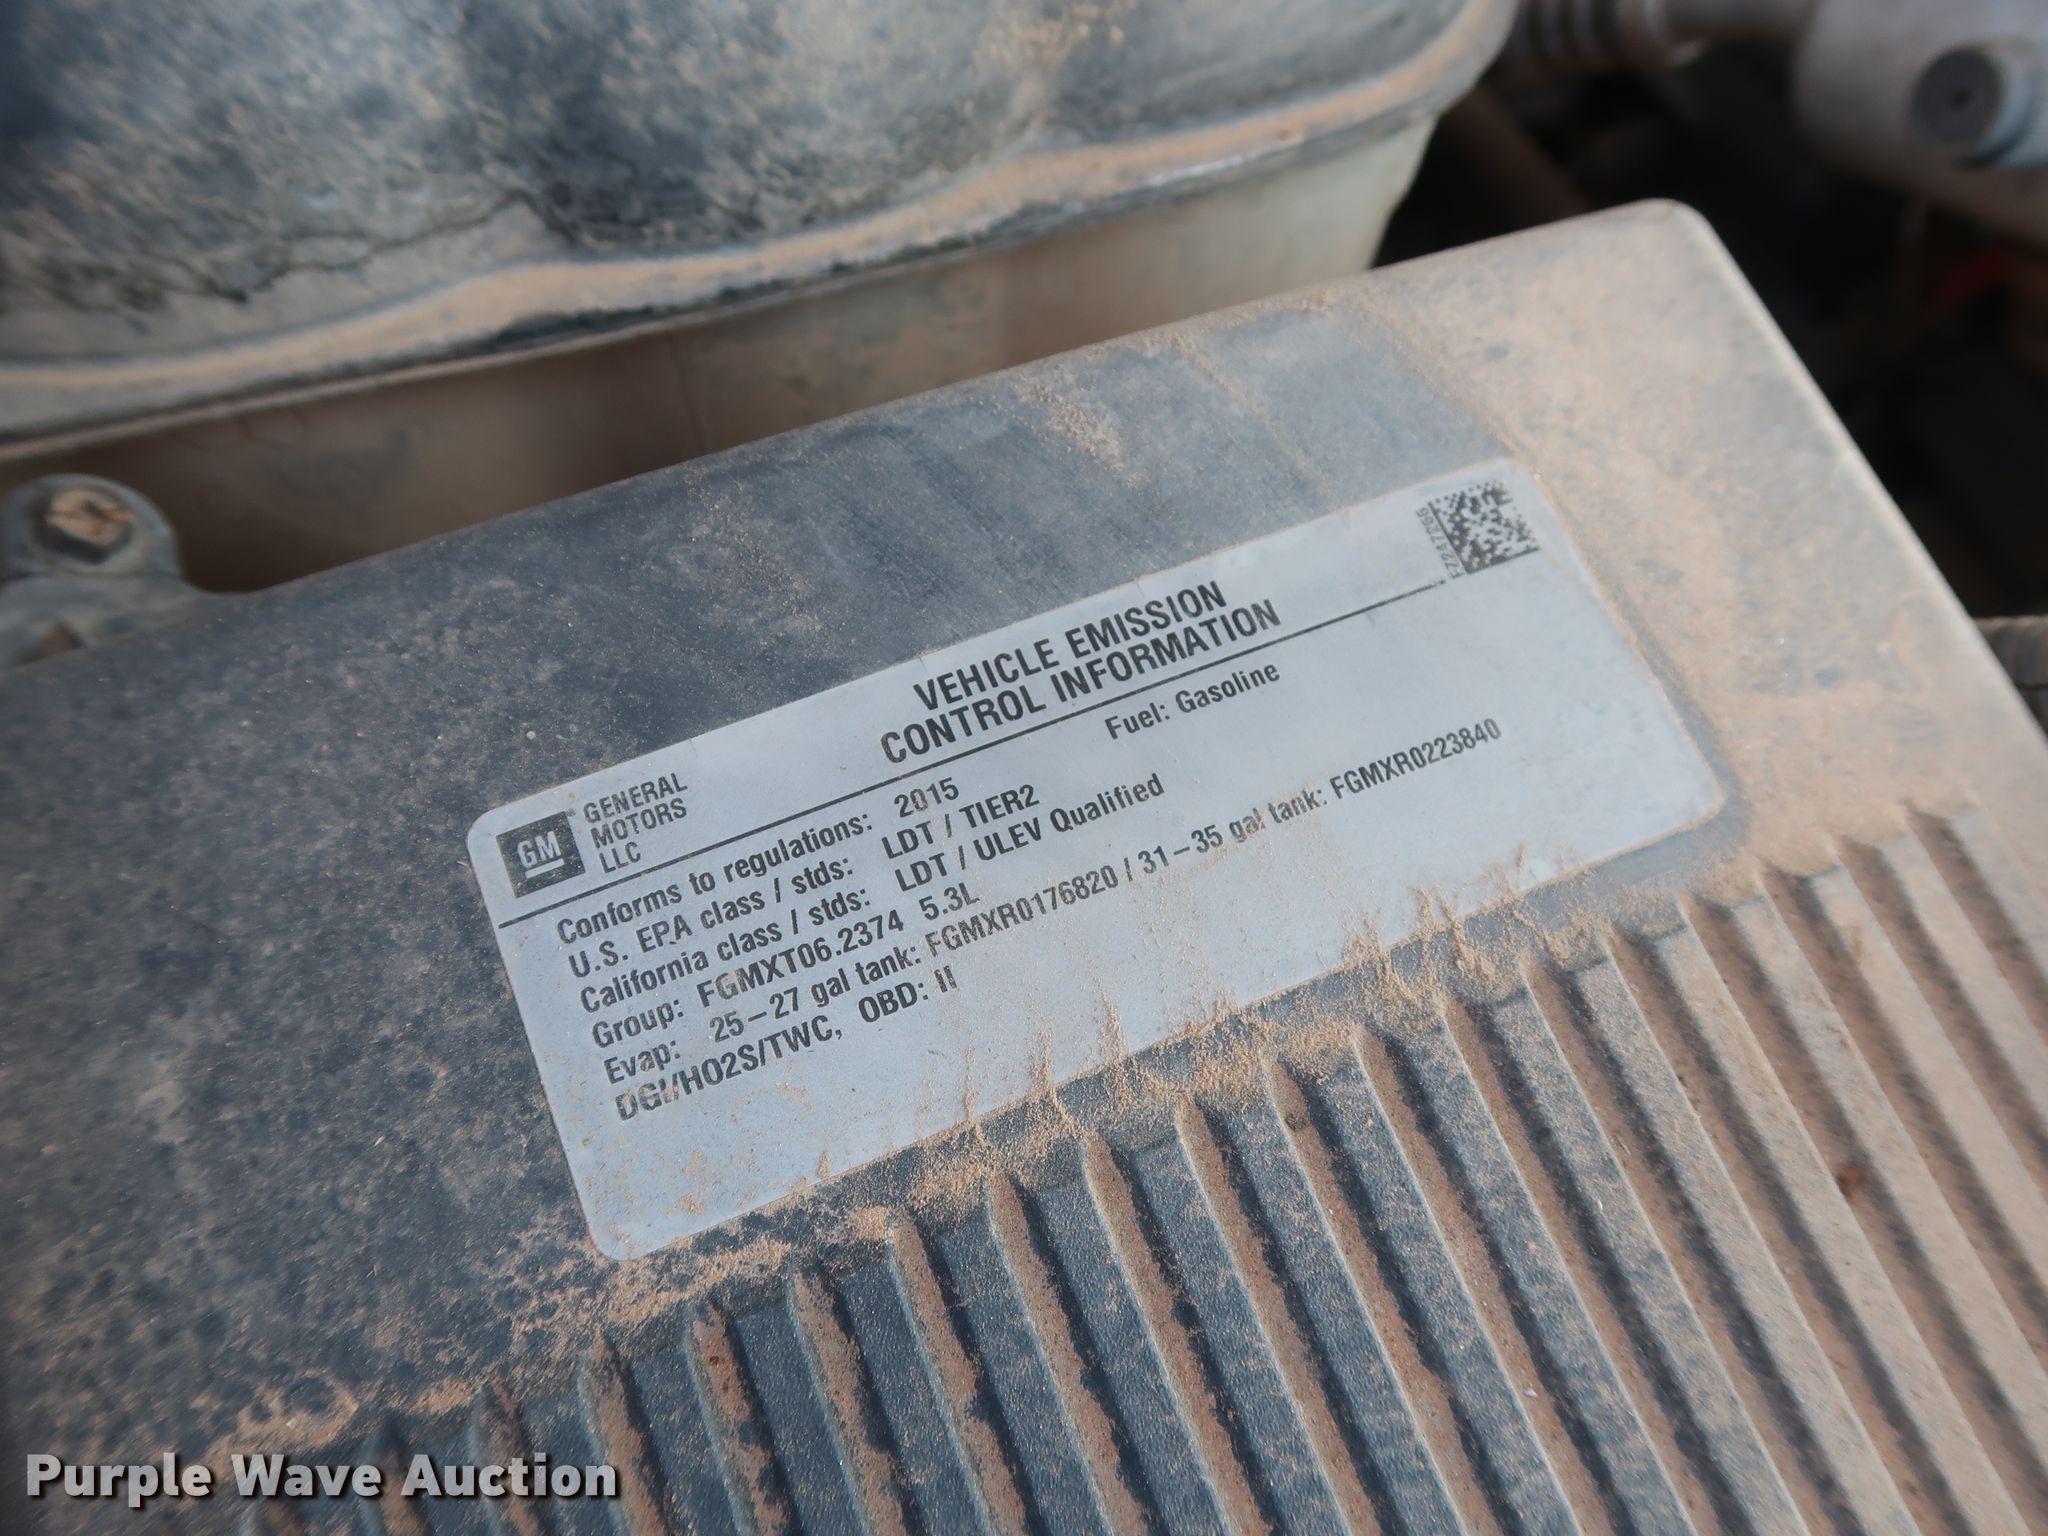 GM
GENERAL
MOTORS
LLC
VEHICLE EMISSION
CONTROL INFORMATION
Conforms to regulations: 2015 Fuel: Gasoline
U.S. EPA class / stds: LDT / TIER2
California class / stds: LDT / ULEV Qualified
Group: FGMXT06.2374 5.3L
Evap: 25-27 gal tank: FGMXR0176820 / 31-35 gal tank: FGMXR0223840
DGI/HO2S/TWC, OBD: II
Purple Wave Auction